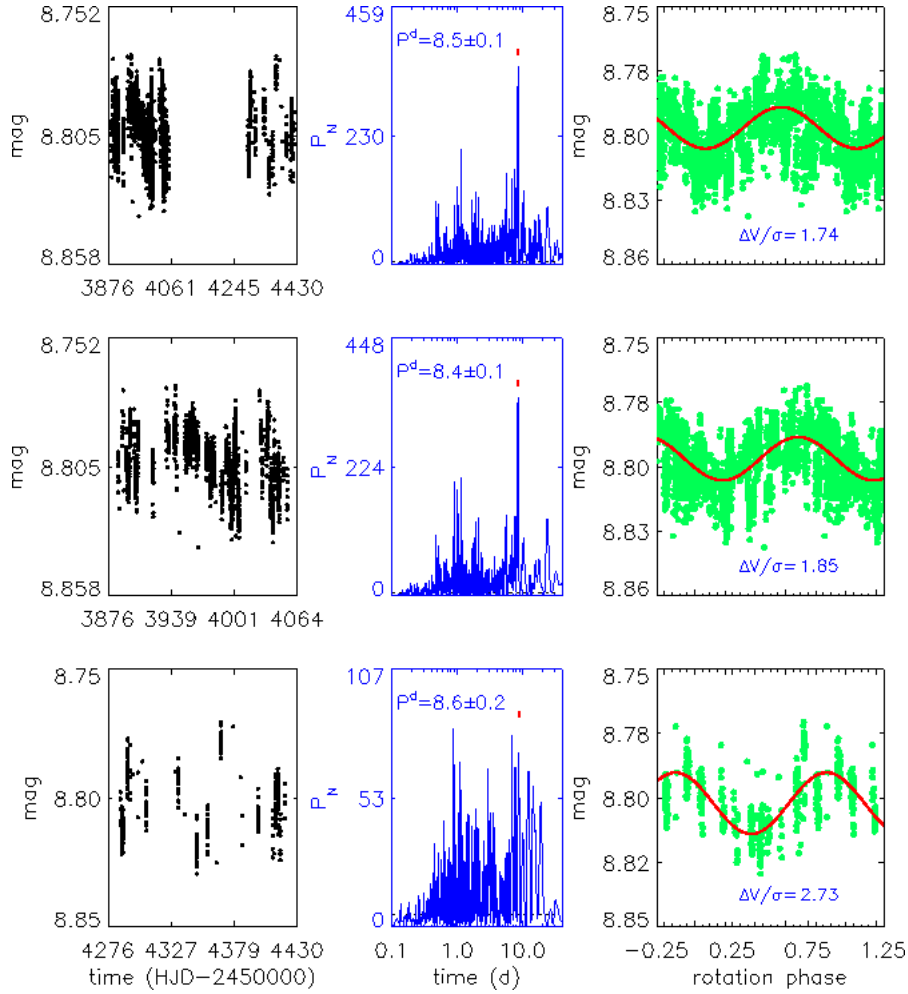 8.752
8.805
8.858
mag
3876 4061 4245 4430
459
230
0
P_N
P^d=8.5±0.1
8.78
8.80
8.83
8.86
mag
ΔV/σ=1.74
8.752
8.805
8.858
mag
3876 3939 4001 4064
448
224
0
P_N
P^d=8.4±0.1
8.75
8.78
8.80
8.83
8.86
mag
ΔV/σ=1.85
8.75
8.80
8.85
mag
4276 4327 4379 4430
time (HJD-2450000)
107
53
0
P_N
P^d=8.6±0.2
0.1 1.0 10.0
time (d)
8.75
8.78
8.80
8.82
8.85
mag
ΔV/σ=2.73
-0.25 0.25 0.75 1.25
rotation phase